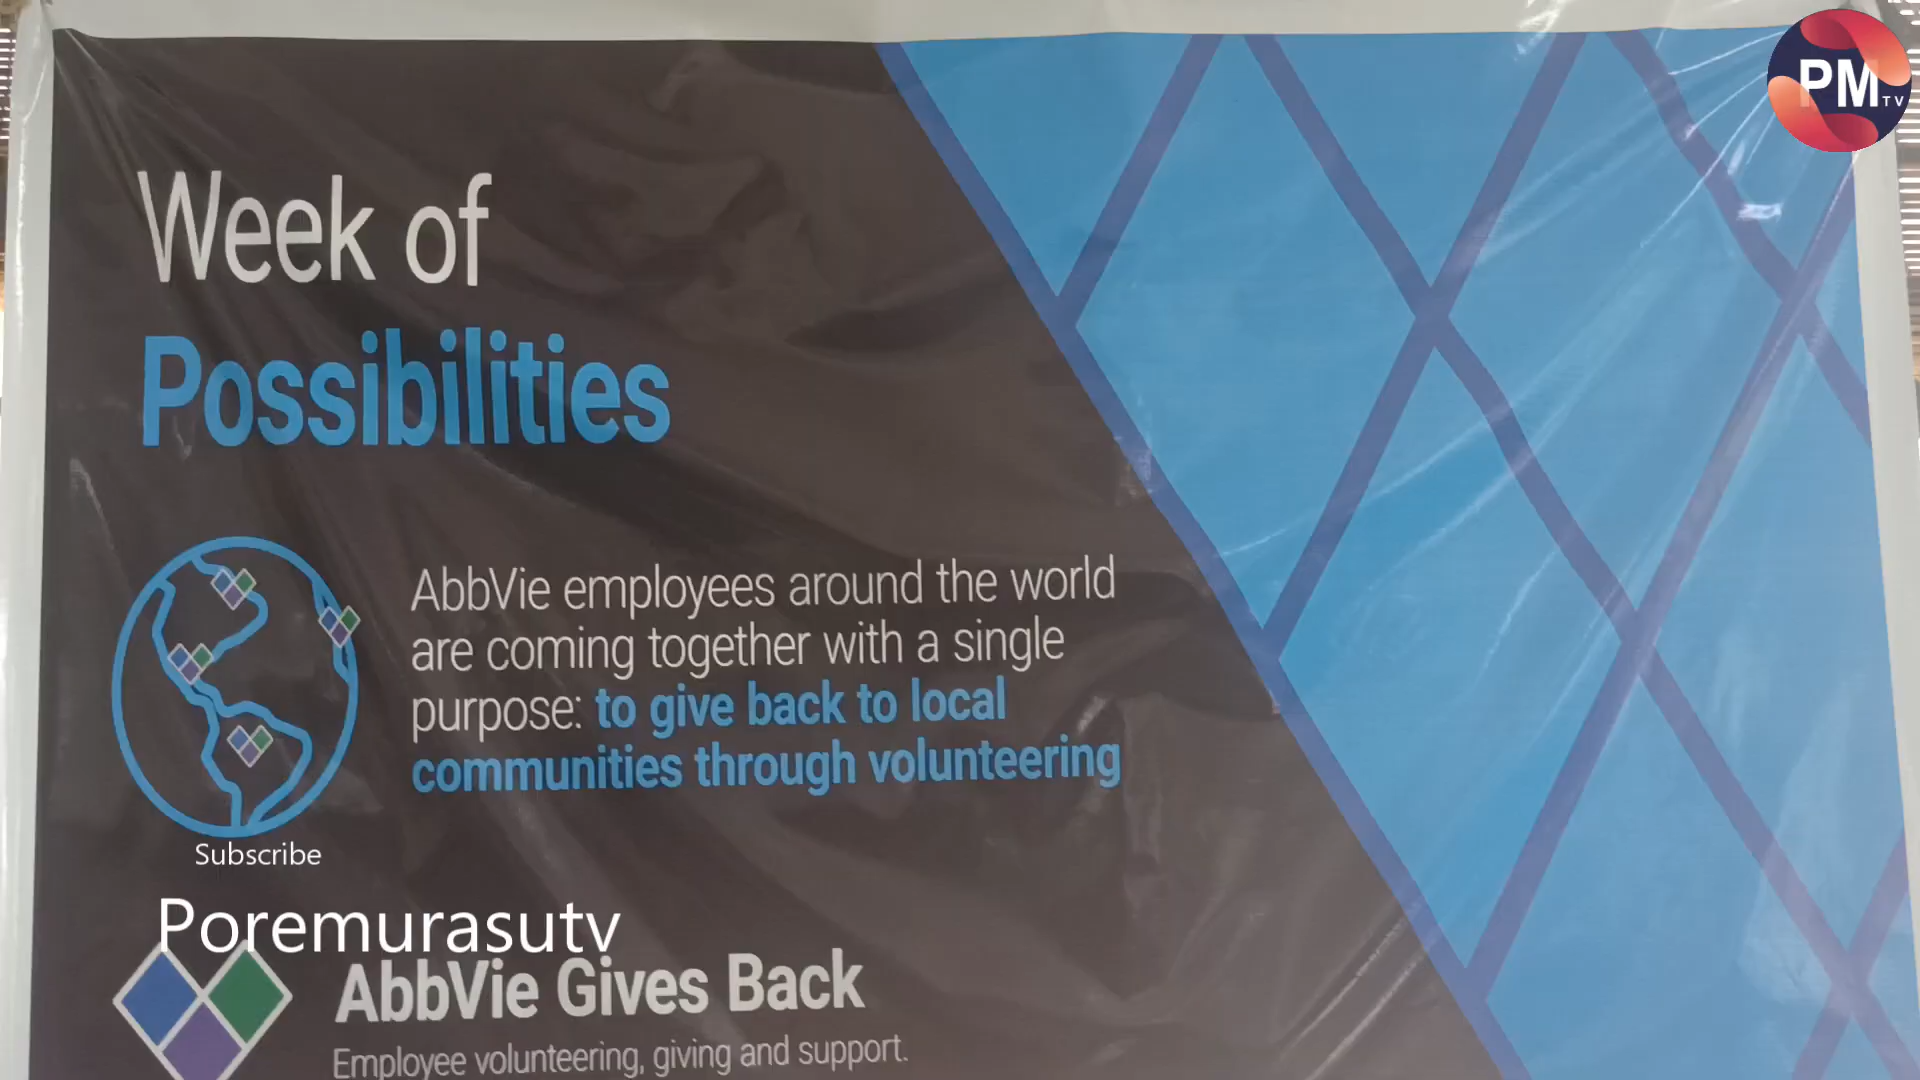 PM TV
Week of
Possibilities
AbbVie employees around the world
are coming together with a single
purpose: to give back to local
communities through volunteering
Subscribe
Poremurasutv
AbbVie Gives Back
Employee volunteering, giving and support.